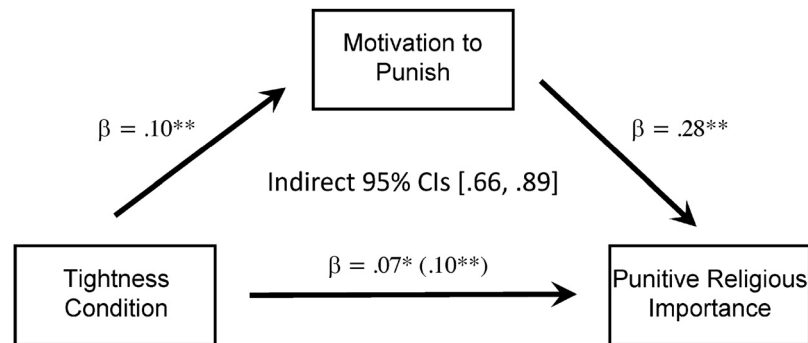 Motivation to
Punish
β = .10**
β = .28**
Indirect 95% CIs [.66, .89]
β = .07* (.10**)
Tightness
Condition
Punitive Religious
Importance